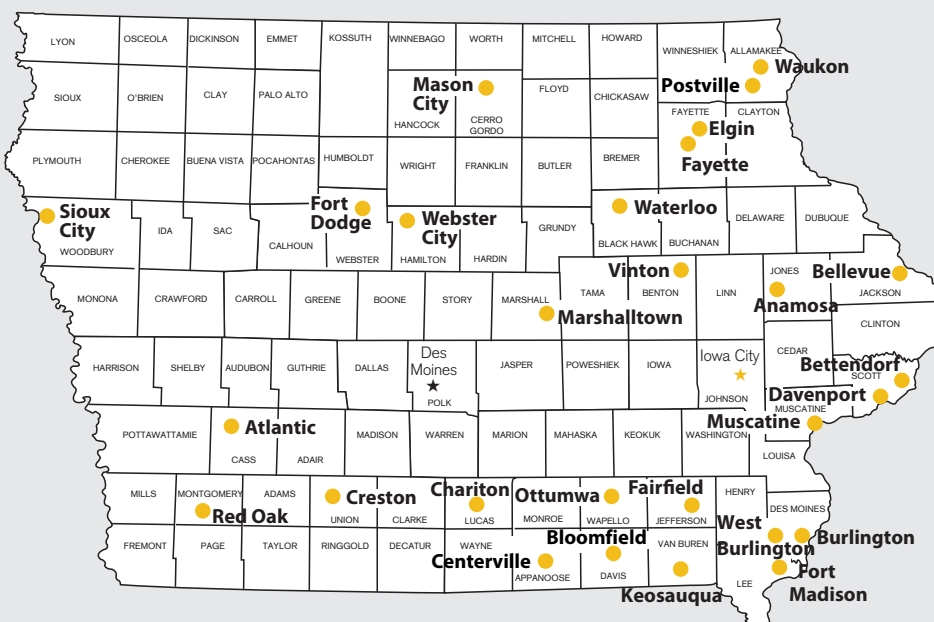 LYON
OSCEOLA
DICKINSON
EMMET
KOSSUTH
WINNEBAGO
WORTH
MITCHELL
HOWARD
WINNESHIEK
ALLAMAKEE
Waukon
Postville
SIOUX
O'BRIEN
CLAY
PALO ALTO
Mason
City
HANCOCK
CERRO
GORDO
FLOYD
CHICKASAW
FAYETTE
CLAYTON
Elgin
Fayette
PLYMOUTH
CHEROKEE
BUENA VISTA
POCAHONTAS
HUMBOLDT
WRIGHT
FRANKLIN
BUTLER
BREMER
Sioux
City
WOODBURY
IDA
SAC
CALHOUN
Fort
Dodge
WEBSTER
Webster
City
HAMILTON
HARDIN
GRUNDY
Waterloo
BLACK HAWK
BUCHANAN
DELAWARE
DUBUQUE
MONONA
CRAWFORD
CARROLL
GREENE
BOONE
STORY
MARSHALL
Marshalltown
TAMA
Vinton
BENTON
LINN
JONES
Anamosa
Bellevue
JACKSON
CLINTON
HARRISON
SHELBY
AUDUBON
GUTHRIE
DALLAS
Des
Moines
POLK
JASPER
POWESHIEK
IOWA
Iowa City
JOHNSON
CEDAR
Bettendorf
SCOTT
Davenport
MUSCATINE
Muscatine
POTTAWATTAMIE
Atlantic
CASS
ADAIR
MADISON
WARREN
MARION
MAHASKA
KEOKUK
WASHINGTON
LOUISA
MILLS
MONTGOMERY
Red Oak
ADAMS
Creston
UNION
CLARKE
Chariton
LUCAS
MONROE
Ottumwa
WAPELLO
Fairfield
JEFFERSON
HENRY
DES MOINES
West
Burlington
Burlington
FREMONT
PAGE
TAYLOR
RINGGOLD
DECATUR
WAYNE
Centerville
APPANOOSE
Bloomfield
DAVIS
VAN BUREN
Keosauqua
LEE
Fort
Madison